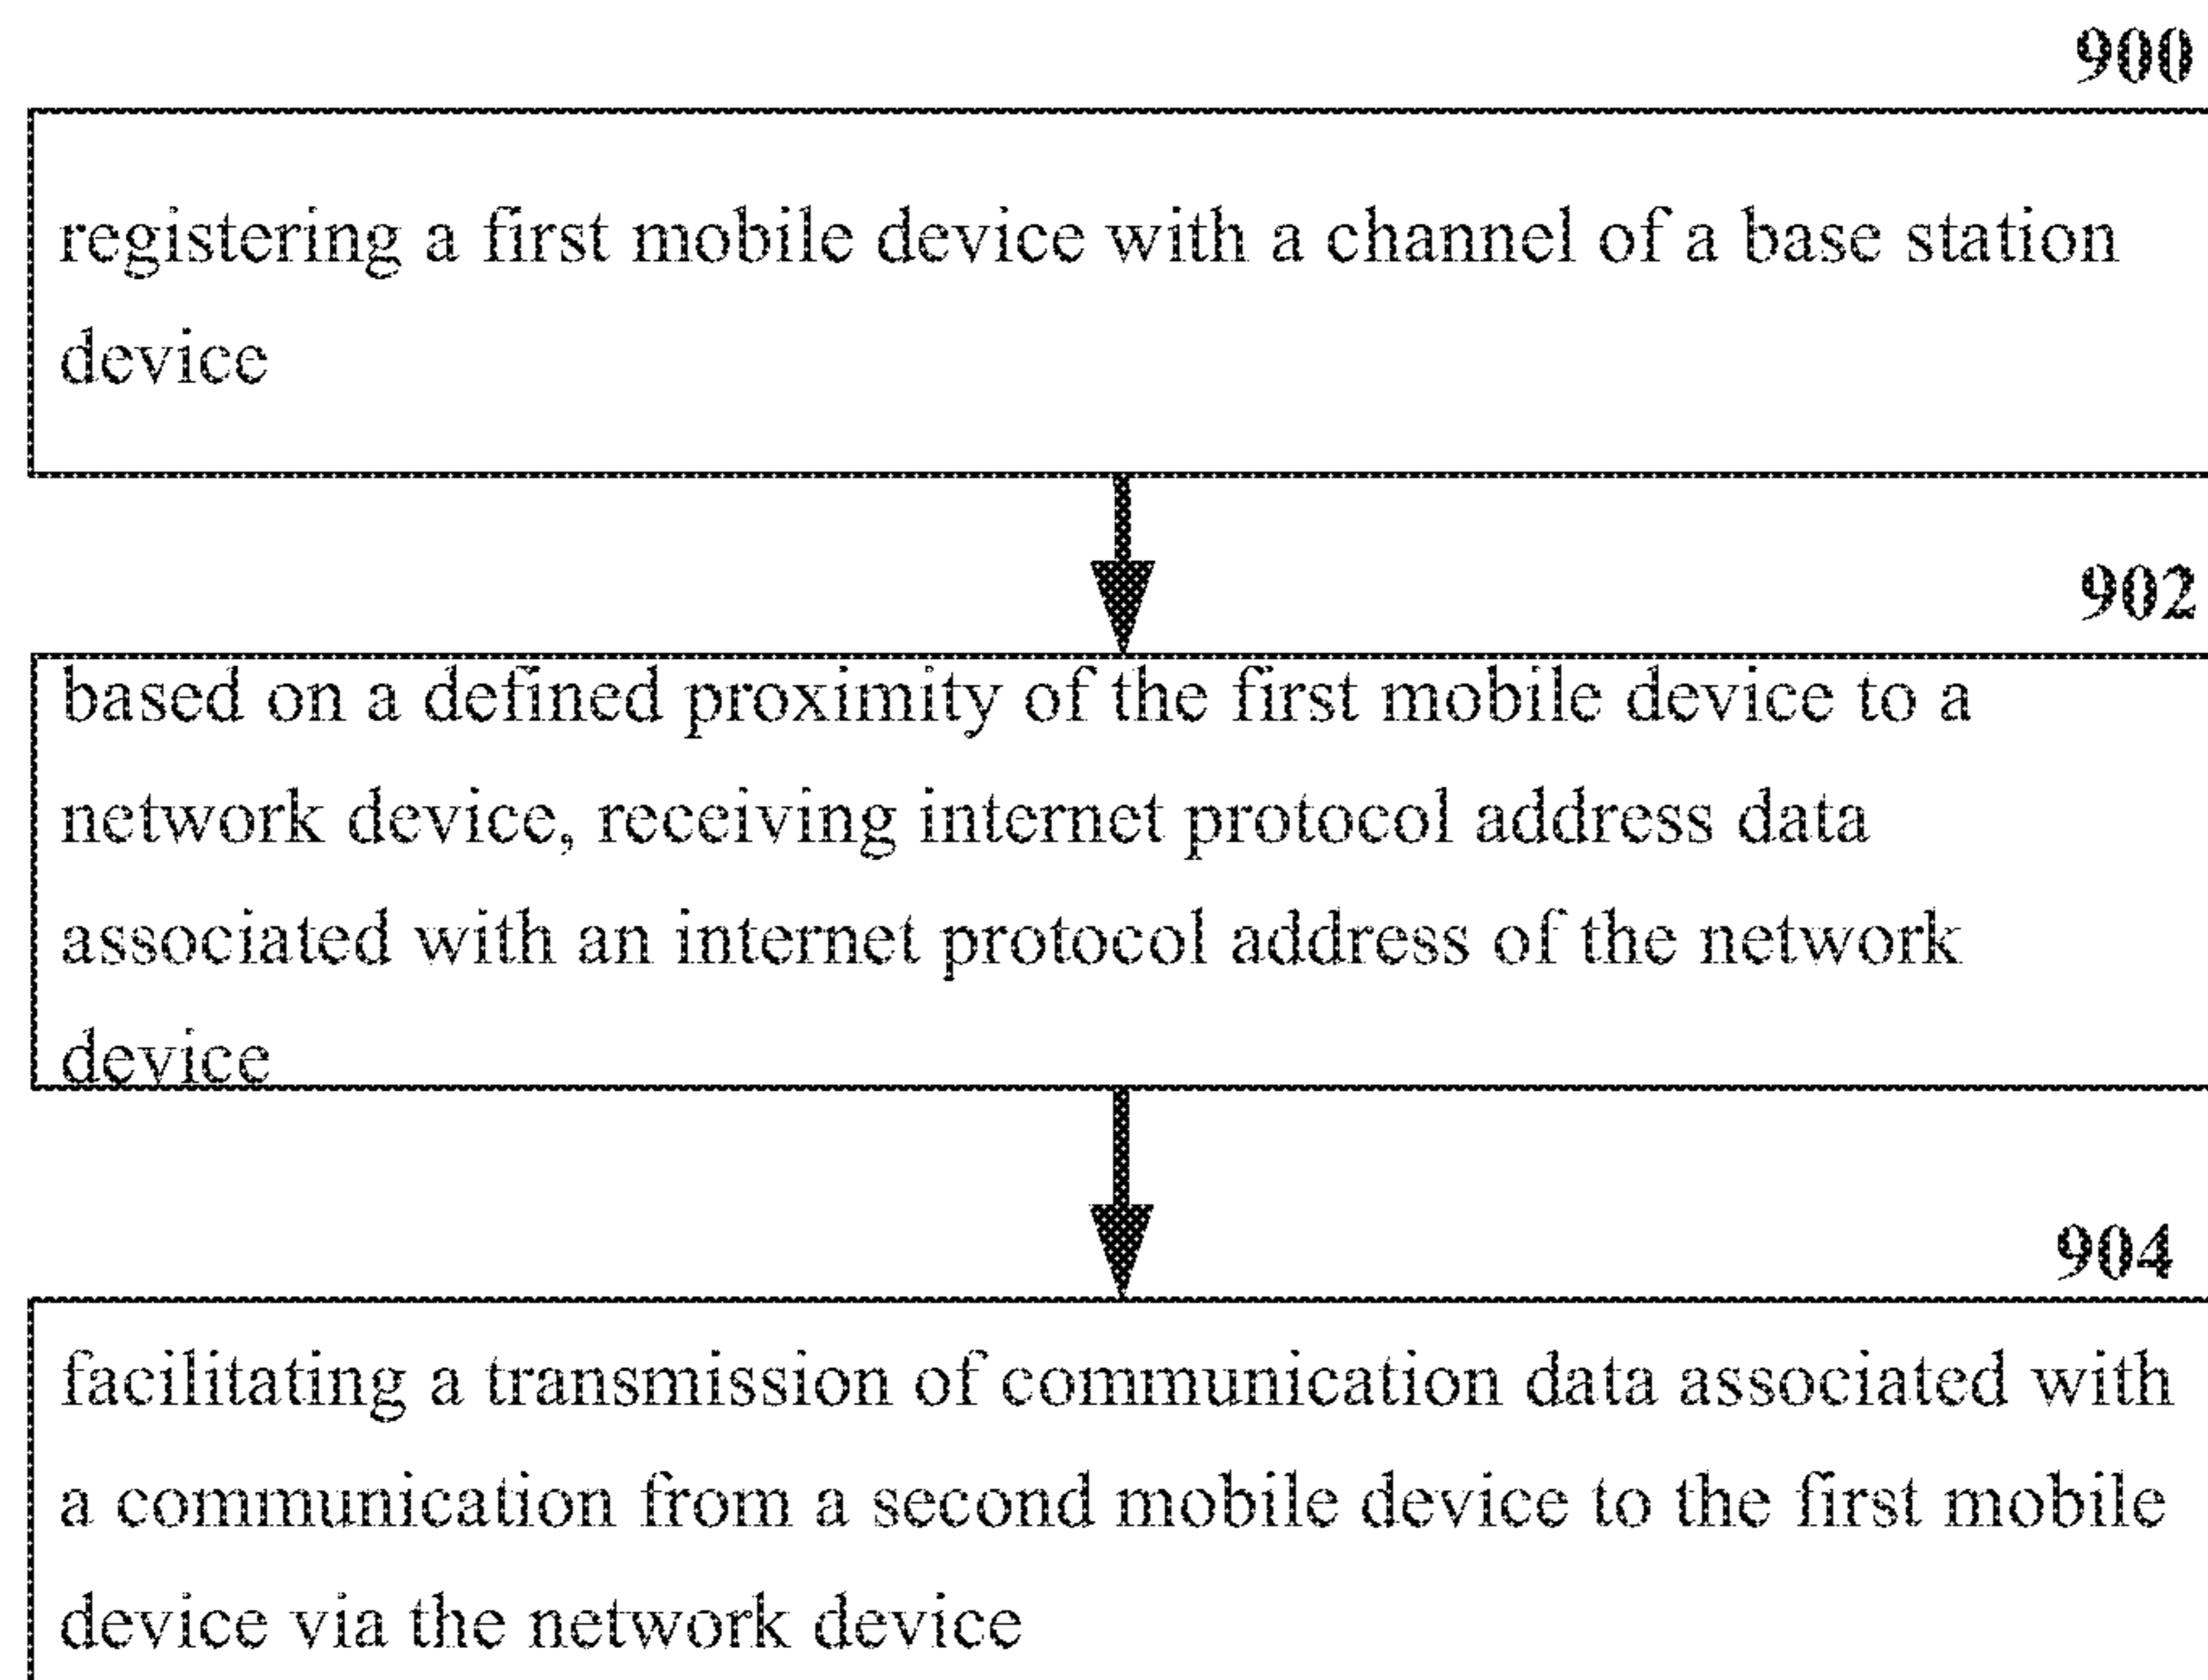 900
registering a first mobile device with a channel of a base station
device
902
based on a defined proximity of the first mobile device to a
network device, receiving internet protocol address data
associated with an internet protocol address of the network
device
904
facilitating a transmission of communication data associated with
a communication from a second mobile device to the first mobile
device via the network device